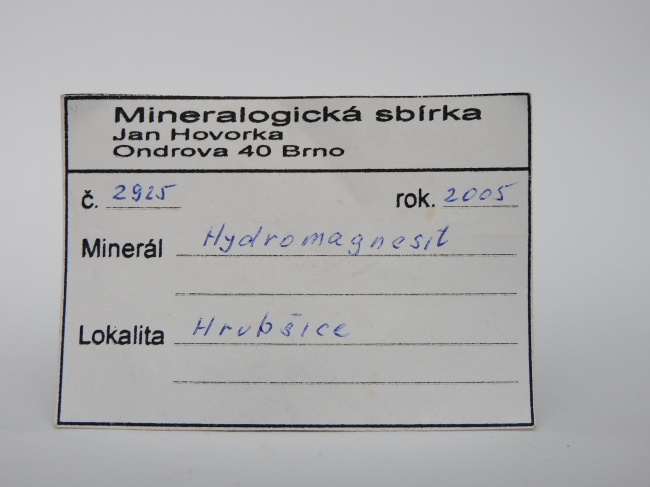 Mineralogická sbírka
Jan Hovorka
Ondrova 40 Brno
č. 2925 rok. 2005
Minerál Hydromagnesit
Lokalita Hrubšice